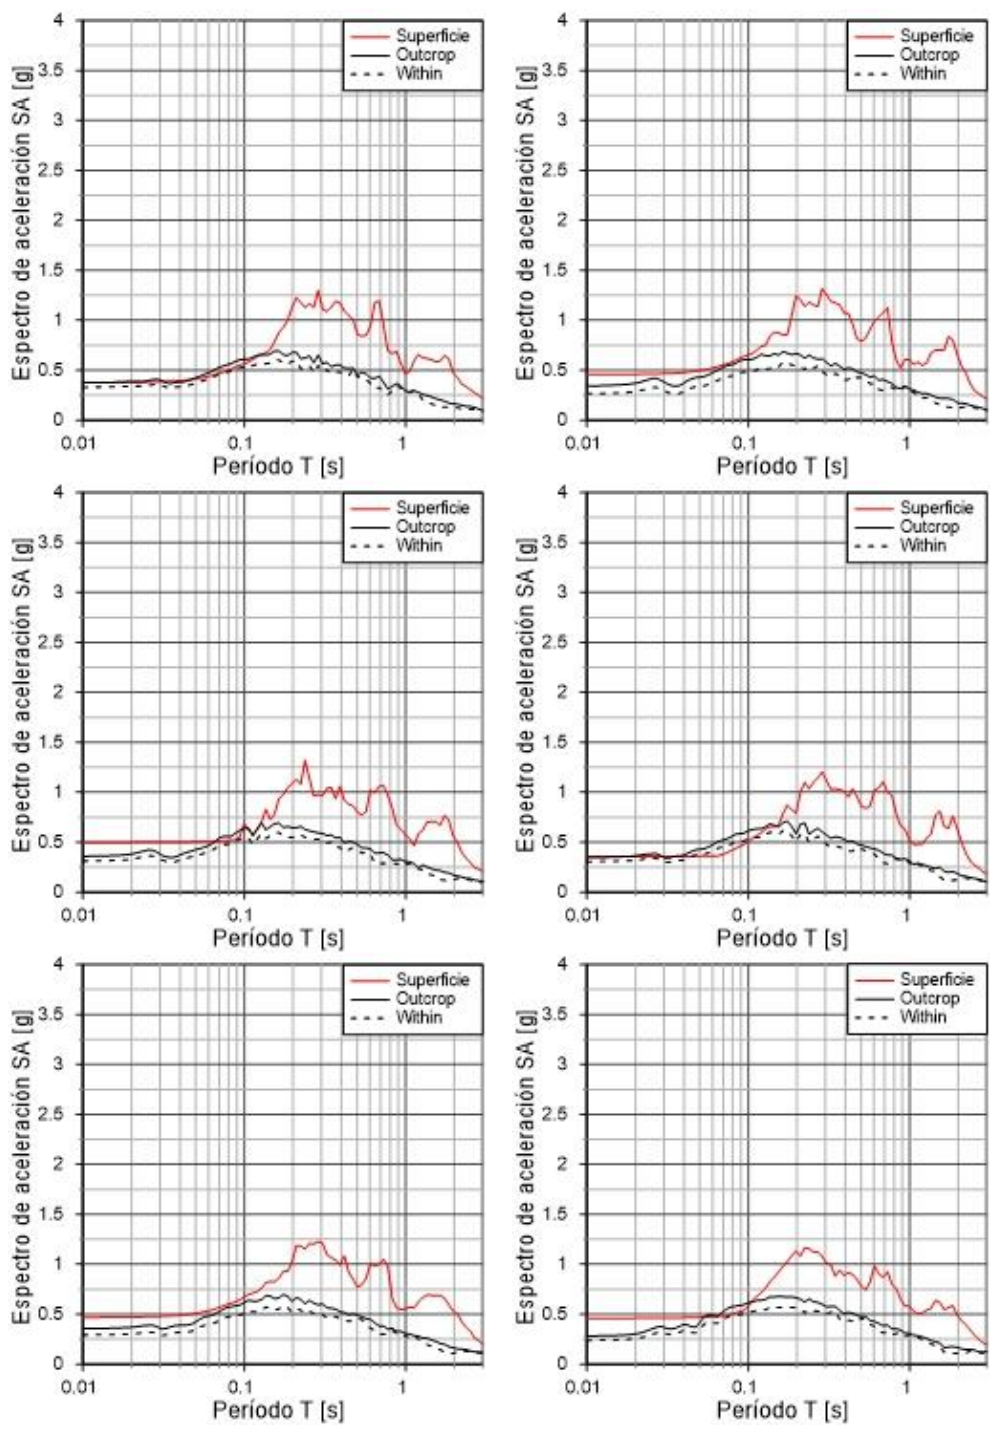 4
3.5
3
2.5
2
1.5
1
0.5
0
Espectro de aceleración SA [g]
Superficie
Outcrop
Within
0.01
0.1
1
Período T [s]
4
3.5
3
2.5
2
1.5
1
0.5
0
Espectro de aceleración SA [g]
Superficie
Outcrop
Within
0.01
0.1
1
Período T [s]
4
3.5
3
2.5
2
1.5
1
0.5
0
Espectro de aceleración SA [g]
Superficie
Outcrop
Within
0.01
0.1
1
Período T [s]
4
3.5
3
2.5
2
1.5
1
0.5
0
Espectro de aceleración SA [g]
Superficie
Outcrop
Within
0.01
0.1
1
Período T [s]
4
3.5
3
2.5
2
1.5
1
0.5
0
Espectro de aceleración SA [g]
Superficie
Outcrop
Within
0.01
0.1
1
Período T [s]
4
3.5
3
2.5
2
1.5
1
0.5
0
Espectro de aceleración SA [g]
Superficie
Outcrop
Within
0.01
0.1
1
Período T [s]